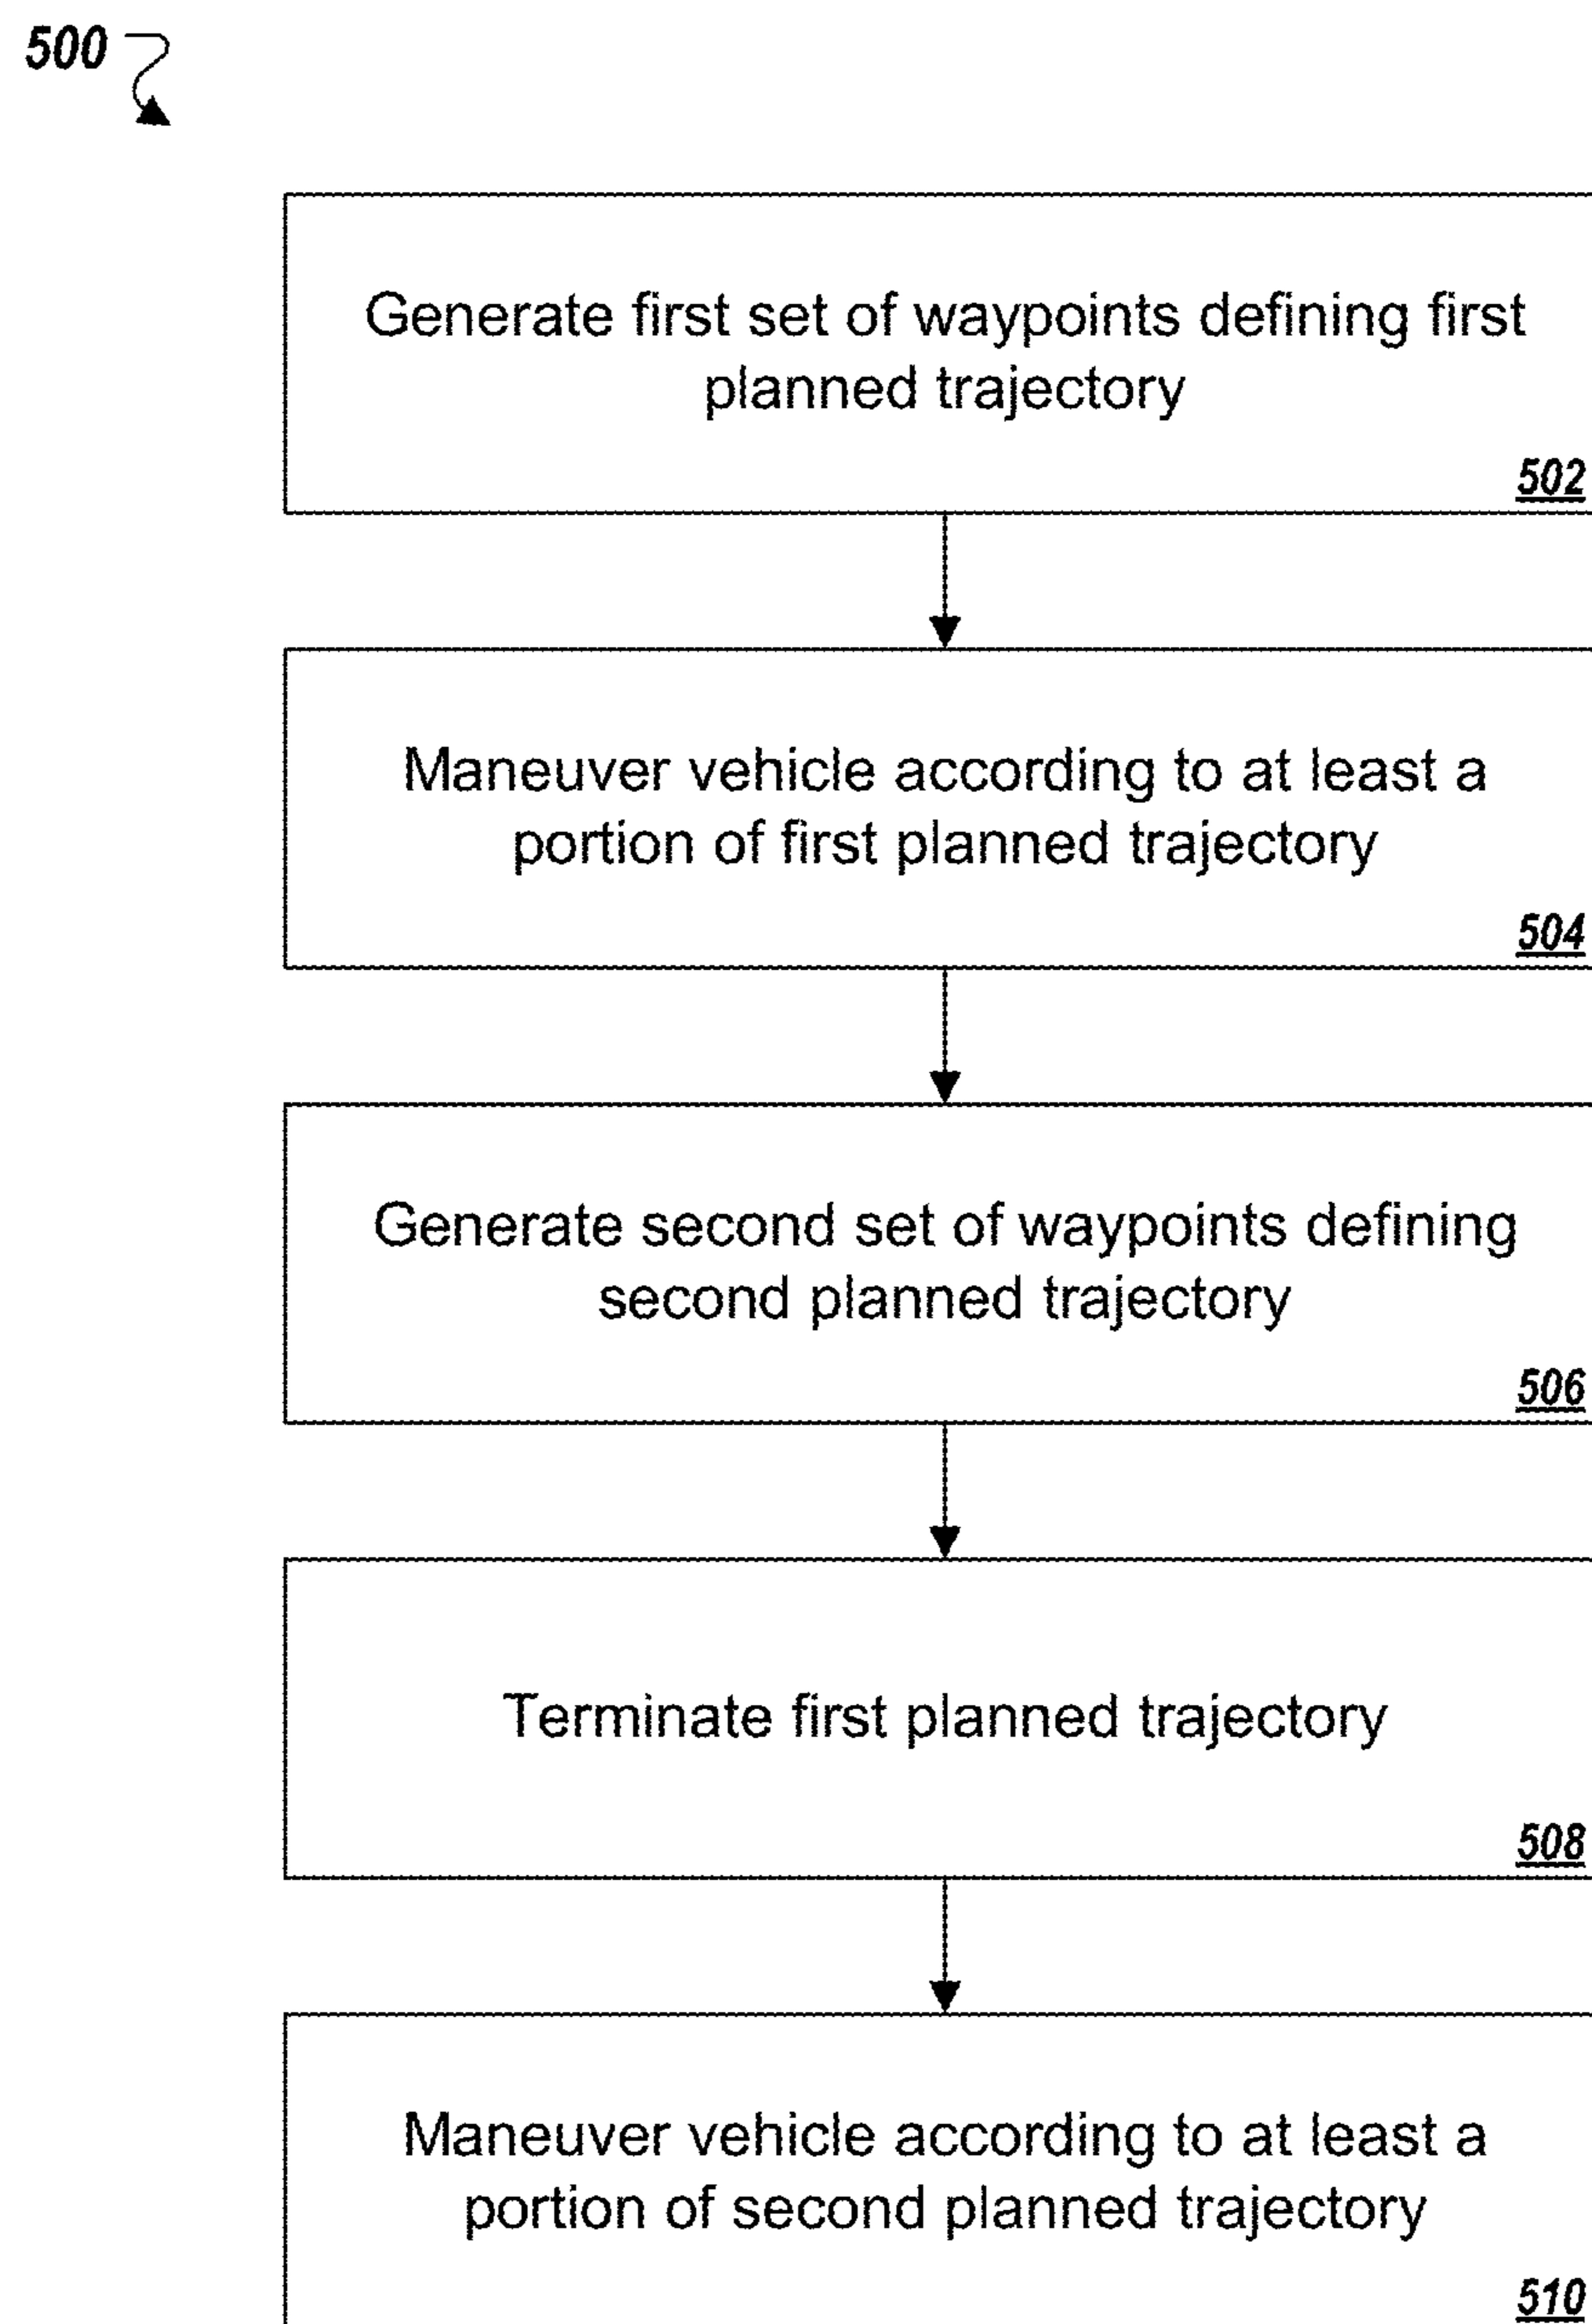 500
Generate first set of waypoints defining first
planned trajectory
502
Maneuver vehicle according to at least a
portion of first planned trajectory
504
Generate second set of waypoints defining
second planned trajectory
506
Terminate first planned trajectory
508
Maneuver vehicle according to at least a
portion of second planned trajectory
510